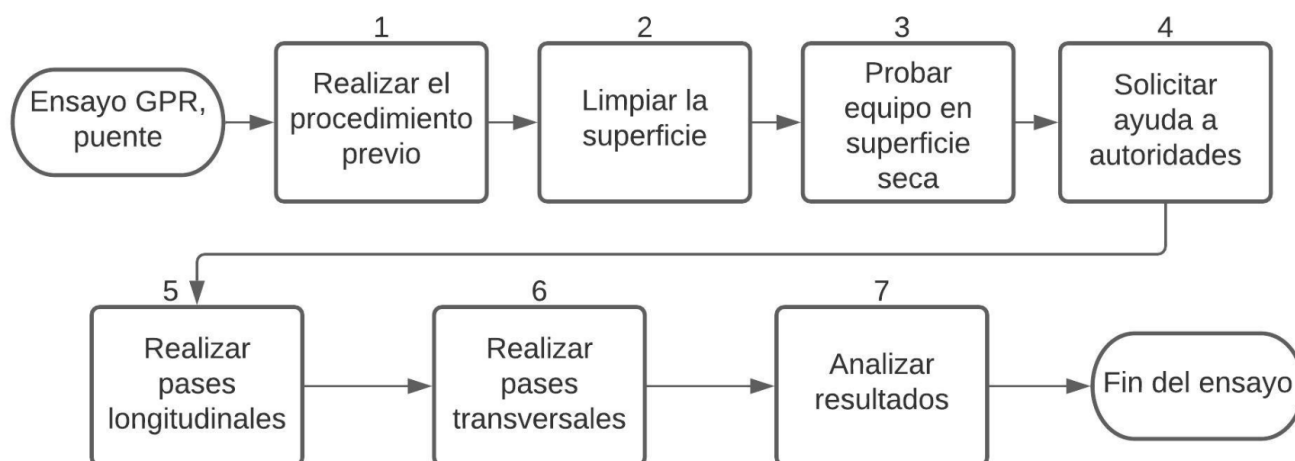 1
2
3
4
Ensayo GPR,
puente
Realizar el
procedimiento
previo
Limpiar la
superficie
Probar
equipo en
superficie
seca
Solicitar
ayuda a
autoridades
5
6
7
Realizar
pases
longitudinales
Realizar
pases
transversales
Analizar
resultados
Fin del ensayo